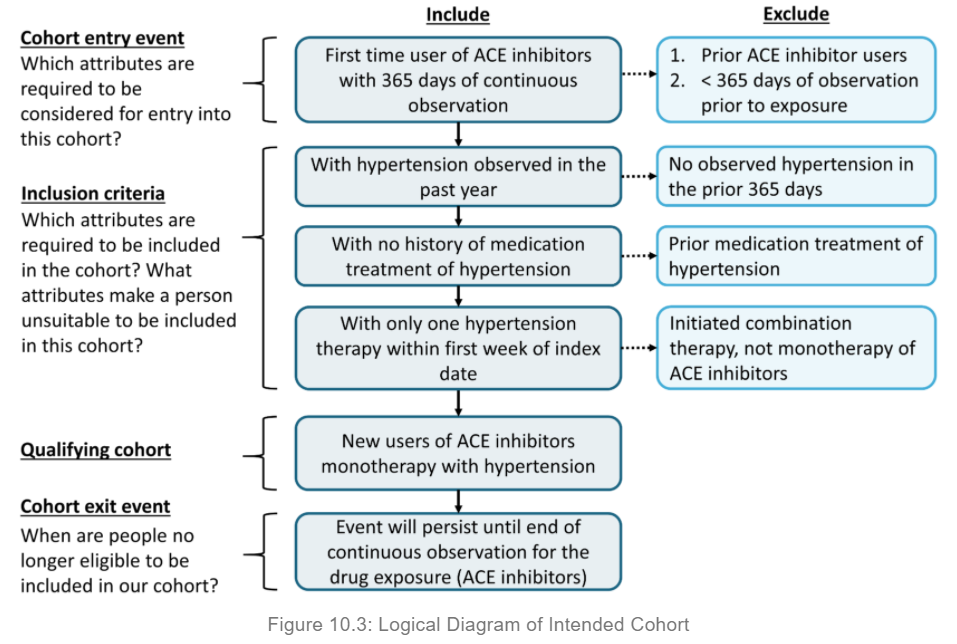 Include
Exclude
Cohort entry event
Which attributes are
required to be
considered for entry into
this cohort?
First time user of ACE inhibitors
with 365 days of continuous
observation
1. Prior ACE inhibitor users
2. < 365 days of observation
prior to exposure
Inclusion criteria
Which attributes are
required to be included
in the cohort? What
attributes make a person
unsuitable to be included
in this cohort?
With hypertension observed in the
past year
No observed hypertension in
the prior 365 days
With no history of medication
treatment of hypertension
Prior medication treatment of
hypertension
With only one hypertension
therapy within first week of index
date
Initiated combination
therapy, not monotherapy of
ACE inhibitors
Qualifying cohort
New users of ACE inhibitors
monotherapy with hypertension
Cohort exit event
When are people no
longer eligible to be
included in our cohort?
Event will persist until end of
continuous observation for the
drug exposure (ACE inhibitors)
Figure 10.3: Logical Diagram of Intended Cohort